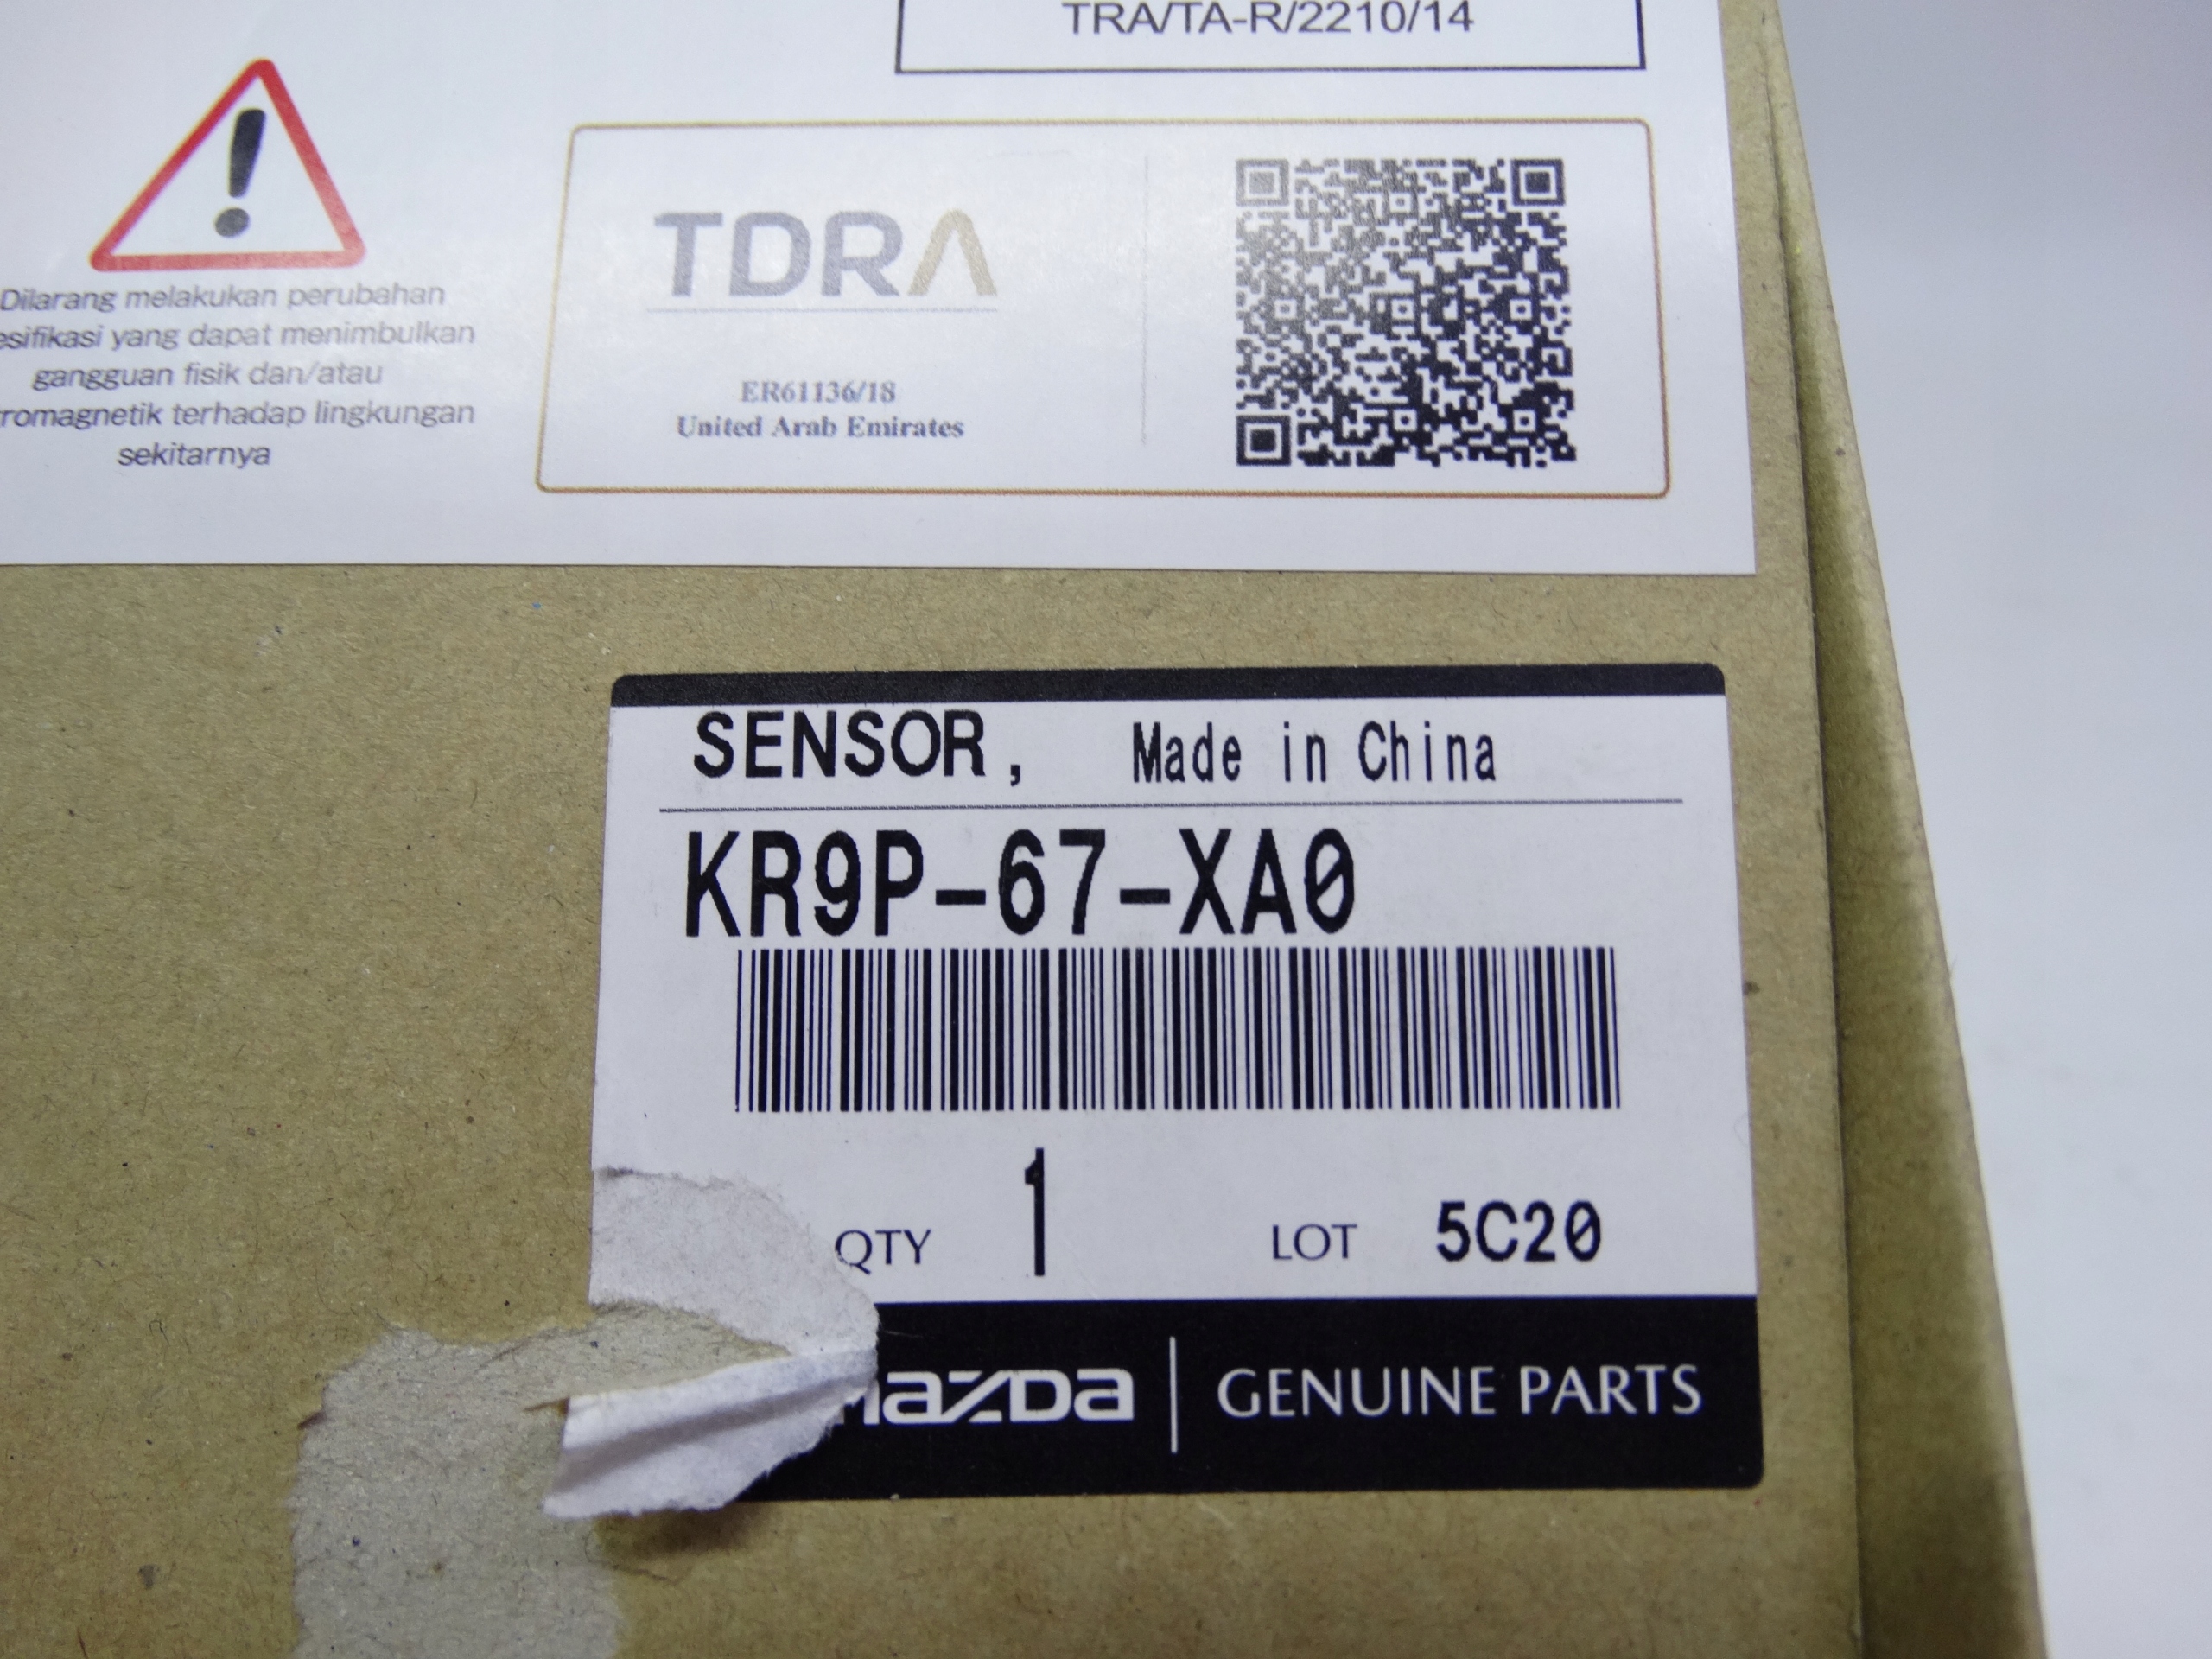 TRA/TA-R/2210/14
Dilarang melakukan perubahan
esifikasi yang dapat menimbulkan
gangguan fisik dan/atau
romagnetik terhadap lingkungan
sekitarnya
TDRA
ER61136/18
United Arab Emirates
SENSOR, Made in China
KR9P-67-XA0
QTY 1 LOT 5C20
mazda GENUINE PARTS